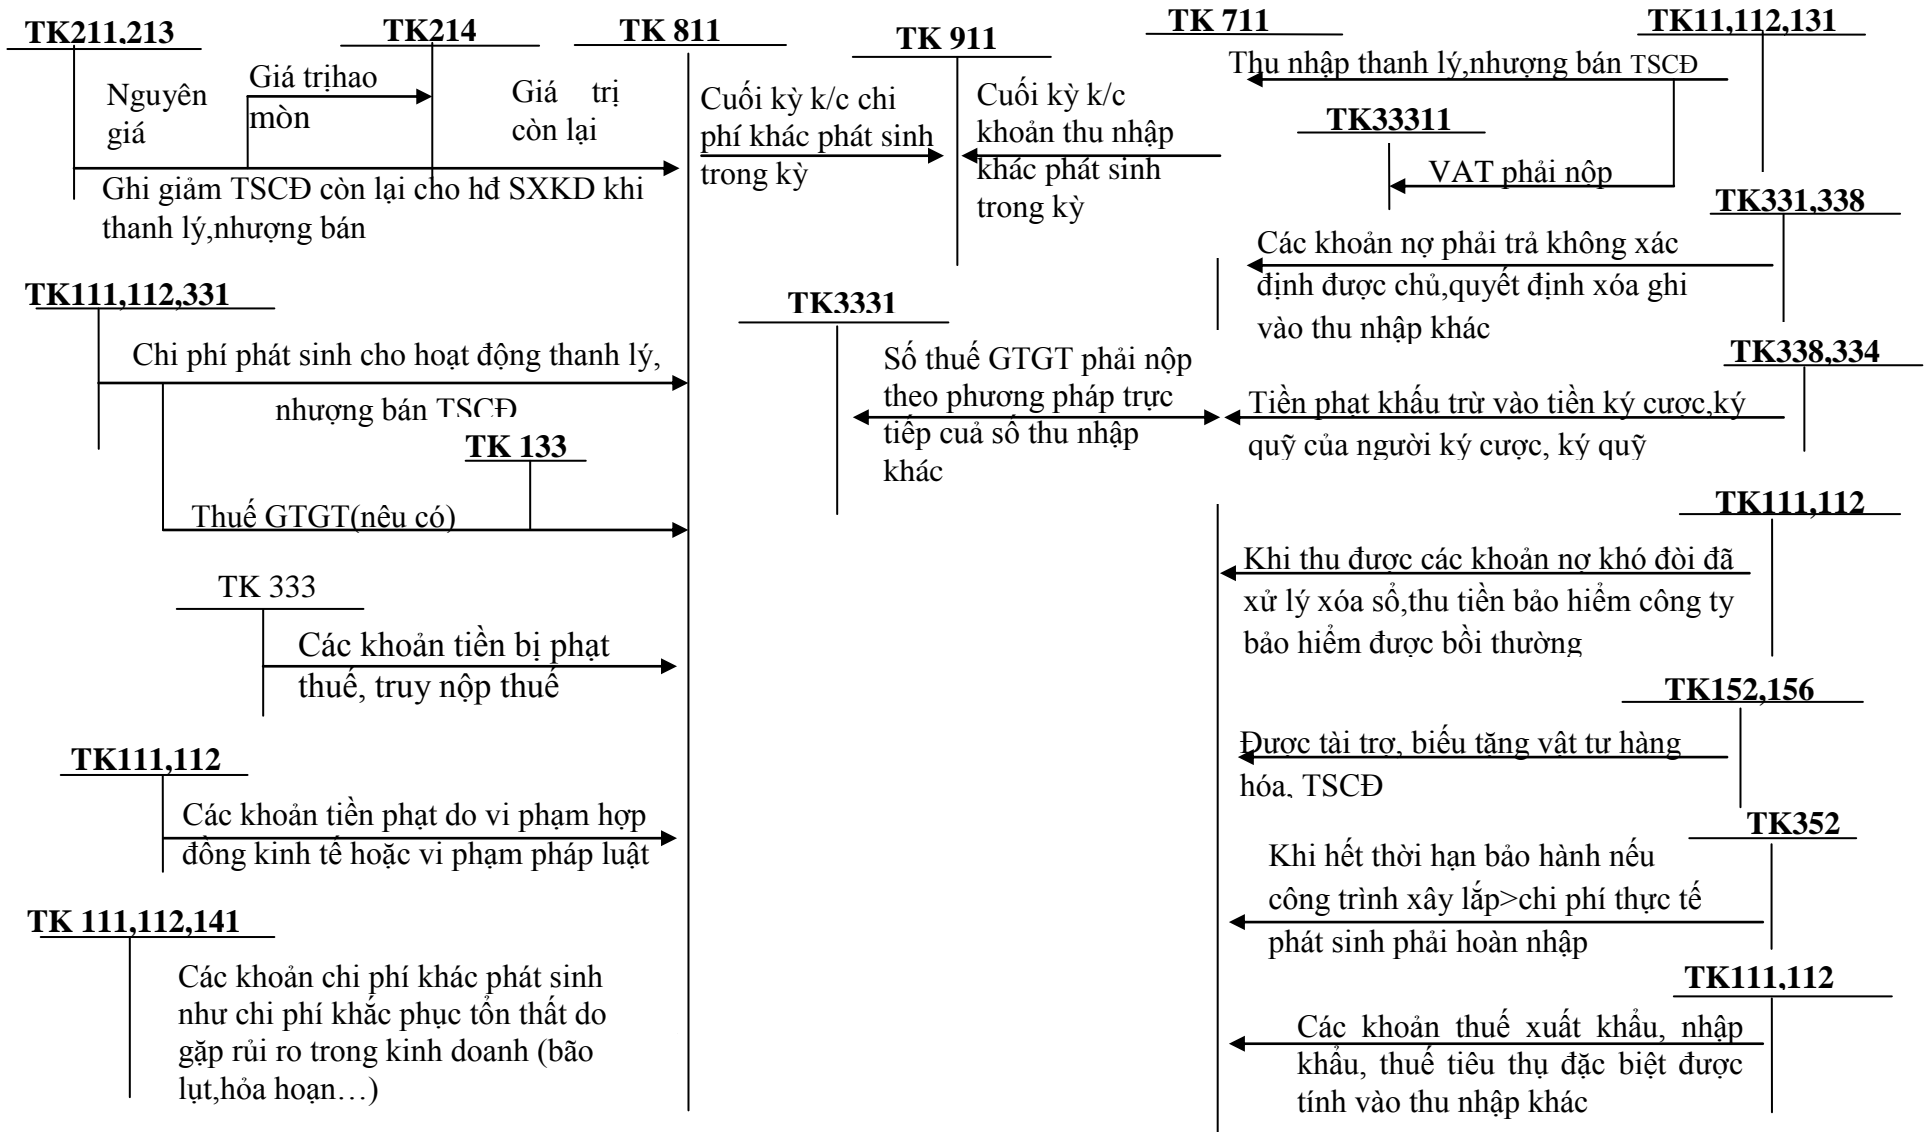 TK211,213
TK214
TK 811
TK 911
TK 711
TK11,112,131
Nguyên
giá
Giá trịhao
mòn
Giá trị
còn lại
Ghi giảm TSCĐ còn lại cho hđ SXKD khi
thanh lý,nhượng bán
Cuối kỳ k/c chi
phí khác phát sinh
trong kỳ
Cuối kỳ k/c
khoản thu nhập
khác phát sinh
trong kỳ
Thu nhập thanh lý,nhượng bán TSCĐ
TK33311
VAT phải nộp
TK331,338
Các khoản nợ phải trả không xác
định được chủ,quyết định xóa ghi
vào thu nhập khác
TK111,112,331
Chi phí phát sinh cho hoạt động thanh lý,
nhượng bán TSCĐ
TK 133
Thuế GTGT(nêu có)
TK3331
Số thuế GTGT phải nộp
theo phương pháp trực
tiếp cuả số thu nhập
khác
TK338,334
Tiền phạt khấu trừ vào tiền ký cược,ký
quỹ của người ký cược, ký quỹ
TK111,112
Khi thu được các khoản nợ khó đòi đã
xử lý xóa sổ,thu tiền bảo hiểm công ty
bảo hiểm được bồi thường
TK 333
Các khoản tiền bị phạt
thuế, truy nộp thuế
TK152,156
Được tài trợ, biếu tặng vật tư hàng
hóa, TSCĐ
TK111,112
Các khoản tiền phạt do vi phạm hợp
đồng kinh tế hoặc vi phạm pháp luật
TK352
Khi hết thời hạn bảo hành nếu
công trình xây lắp>chi phí thực tế
phát sinh phải hoàn nhập
TK 111,112,141
Các khoản chi phí khác phát sinh
như chi phí khắc phục tổn thất do
gặp rủi ro trong kinh doanh (bão
lụt,hỏa hoạn…)
TK111,112
Các khoản thuế xuất khẩu, nhập
khẩu, thuế tiêu thụ đặc biệt được
tính vào thu nhập khác